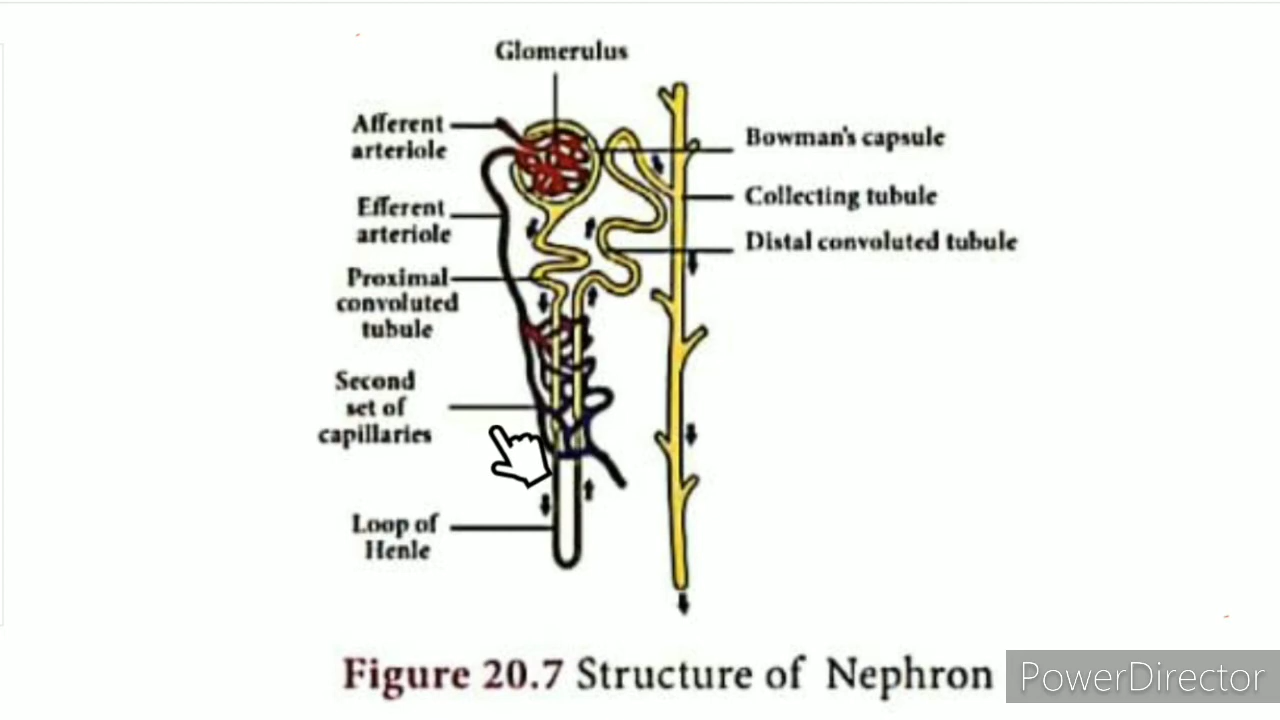 Glomerulus
Afferent
arteriole
Efferent
arteriole
Proximal
convoluted
tubule
Second
set of
capillaries
Loop of
Henle
Bowman's capsule
Collecting tubule
Distal convoluted tubule
Figure 20.7 Structure of Nephron
PowerDirector